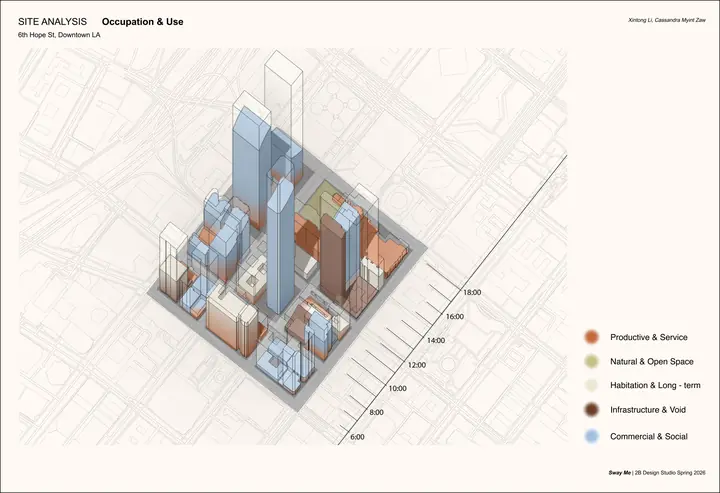 SITE ANALYSIS Occupation & Use
Xintong Li, Cassandra Myint Zaw
6th Hope St, Downtown LA
18:00
16:00
14:00
12:00
10:00
8:00
6:00
Productive & Service
Natural & Open Space
Habitation & Long - term
Infrastructure & Void
Commercial & Social
Sway Me | 2B Design Studio Spring 2026